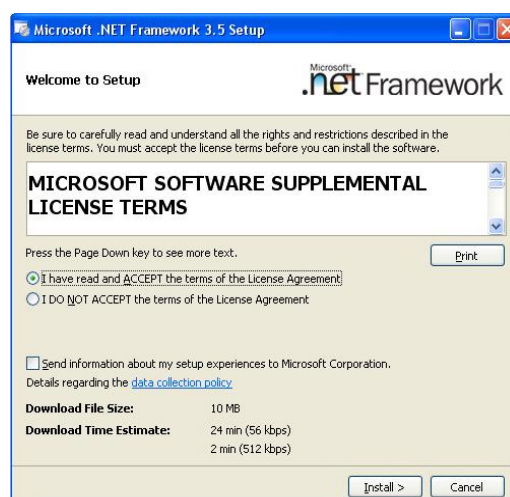 Microsoft .NET Framework 3.5 Setup
Welcome to Setup
Microsoft
.net Framework
Be sure to carefully read and understand all the rights and restrictions described in the
license terms. You must accept the license terms before you can install the software.
MICROSOFT SOFTWARE SUPPLEMENTAL
LICENSE TERMS
Press the Page Down key to see more text.
Print
I have read and ACCEPT the terms of the License Agreement
I DO NOT ACCEPT the terms of the License Agreement
Send information about my setup experiences to Microsoft Corporation.
Details regarding the data collection policy
Download File Size: 10 MB
Download Time Estimate: 24 min (56 kbps)
2 min (512 kbps)
Install >
Cancel